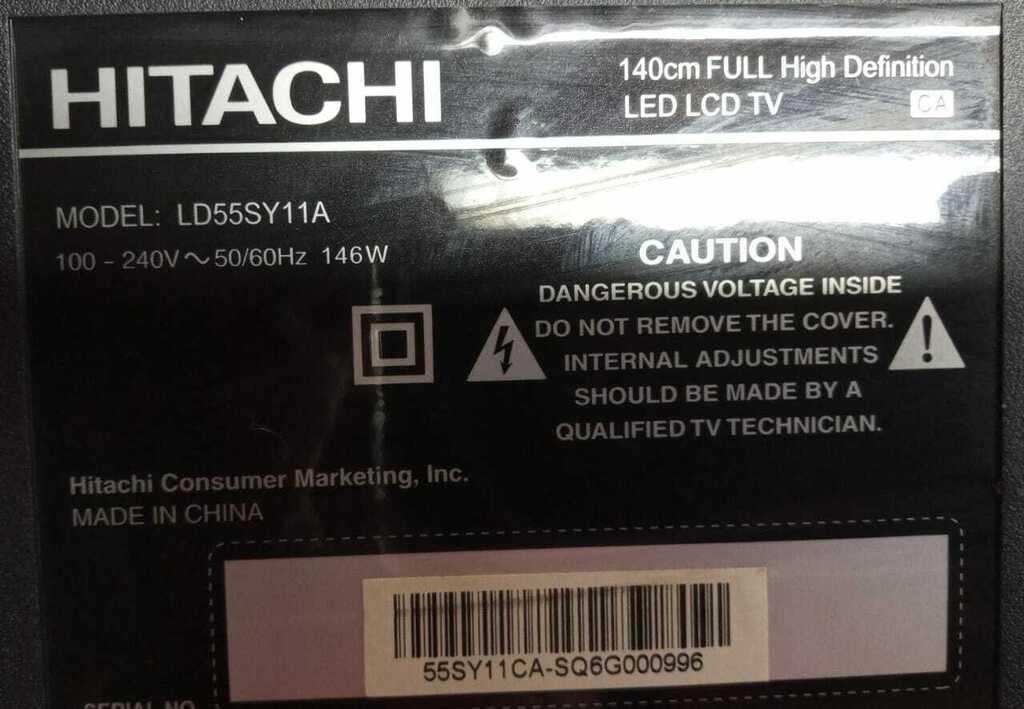 HITACHI
140cm FULL High Definition
LED LCD TV
CA
MODEL: LD55SY11A
100 - 240V ~ 50/60Hz 146W
CAUTION
DANGEROUS VOLTAGE INSIDE
DO NOT REMOVE THE COVER.
INTERNAL ADJUSTMENTS
SHOULD BE MADE BY A
QUALIFIED TV TECHNICIAN.
Hitachi Consumer Marketing, Inc.
MADE IN CHINA
55SY11CA-SQ6G000996
SERIAL NO